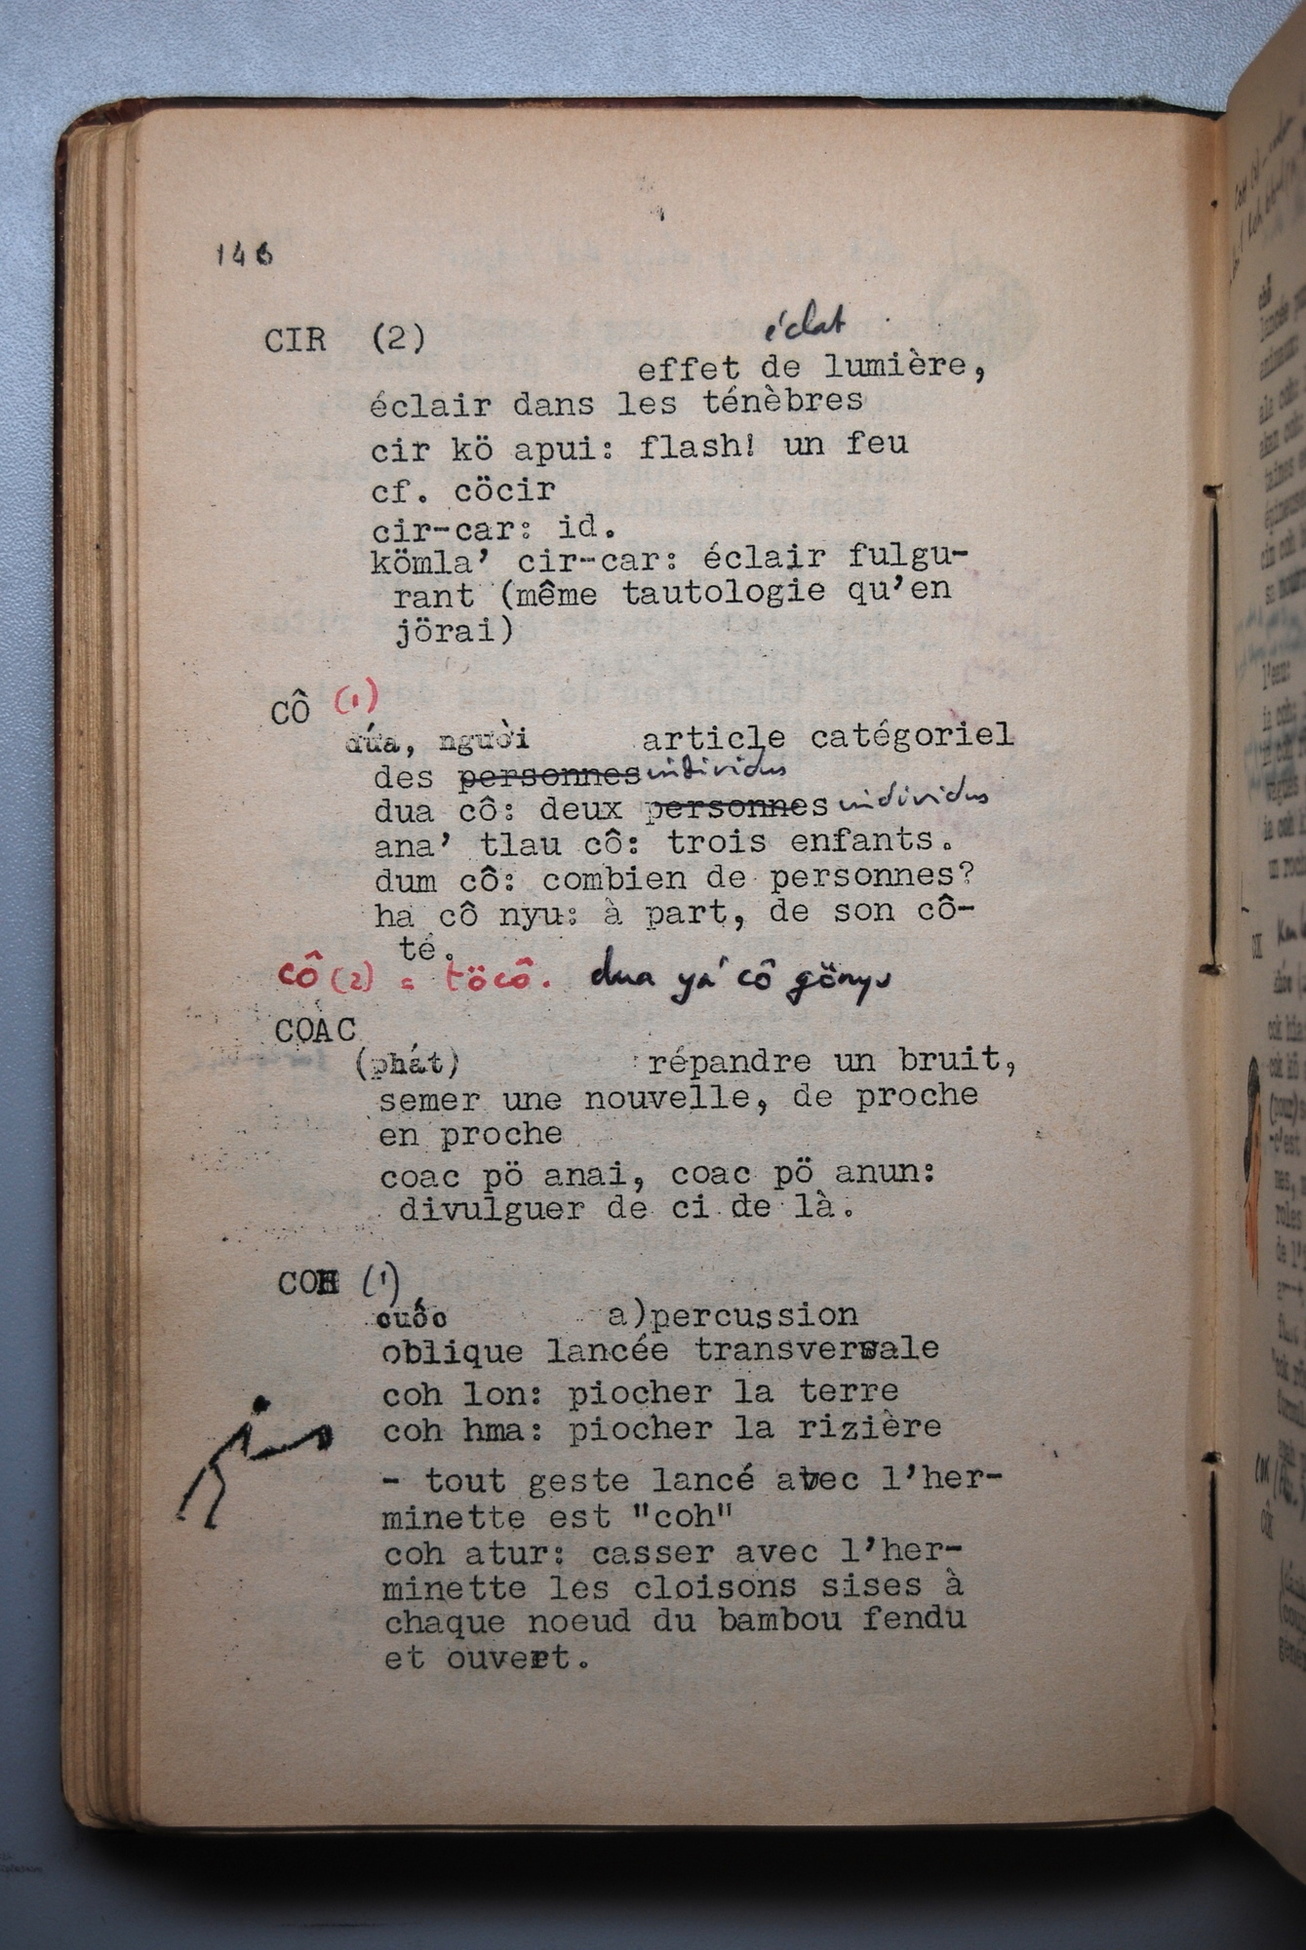 146
CIR (2)
éclat
effet de lumière,
éclair dans les ténèbres
cir kö apui: flash! un feu
cf. cöcir
cir-car: id.
kömla' cir-car: éclair fulgu-
rant (même tautologie qu'en
jörai)
CÔ (1)
đứa, người article catégoriel
des personnes individus
dua cô: deux personnes individus
ana' tlau cô: trois enfants.
dum cô: combien de personnes?
ha cô nyu: à part, de son cô-
té.
CÔ (2) = töcô. dua ya' cô gönyu
COAC
(phát) répandre un bruit,
semer une nouvelle, de proche
en proche
coac pö anai, coac pö anun:
divulguer de ci de là.
COH (1)
cuốc a)percussion
oblique lancée transversale
coh lon: piocher la terre
coh hma: piocher la rizière
- tout geste lancé avec l'her-
minette est "coh"
coh atur: casser avec l'her-
minette les cloisons sises à
chaque noeud du bambou fendu
et ouvert.